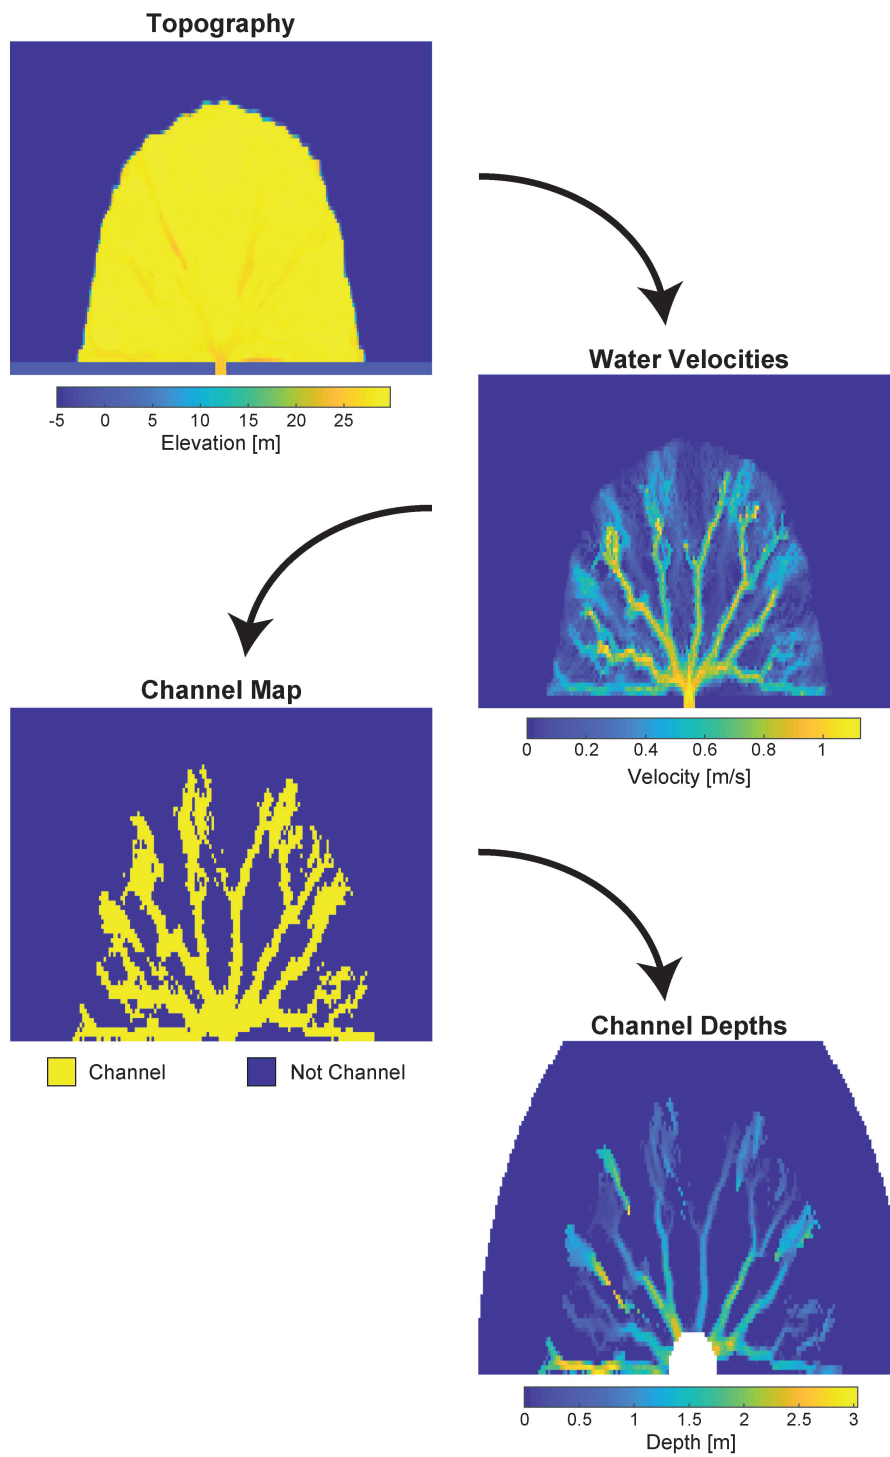 Topography
-5 0 5 10 15 20 25
Elevation [m]
Water Velocities
0 0.2 0.4 0.6 0.8 1
Velocity [m/s]
Channel Map
Channel Not Channel
Channel Depths
0 0.5 1 1.5 2 2.5 3
Depth [m]